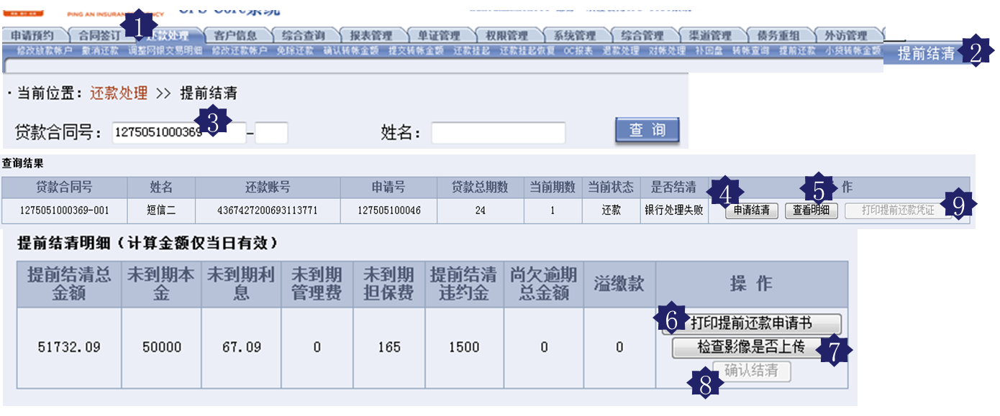 PING AN INSURAN
ENCY
1
申请预约 合同签订 还款处理 客户信息 综合查询 报表管理 单证管理 权限管理 系统管理 综合管理 渠道管理 债务重组 外访管理
修改放款帐户 撤消还款 调整网银交易明细 修改还款帐户 免除还款 确认转帐金额 提交转帐金额 还款挂起 还款挂起恢复 OC报表 退款处理 对帐处理 补回盘 转帐查询 提前还款 小贷转帐金额 提前结清 2
·当前位置：还款处理 >> 提前结清
3
贷款合同号： 1275051000369 - 姓名： 查 询
查询结果
贷款合同号 姓名 还款账号 申请号 贷款总期数 当前期数 当前状态 是否结清 4 5 作
1275051000369-001 短信二 4367427200693113771 127505100046 24 1 还款 银行处理失败 申请结清 查看明细 打印提前还款凭证 9
提前结清明细（计算金额仅当日有效）
提前结清总金额 未到期本金 未到期利息 未到期管理费 未到期担保费 提前结清违约金 尚欠逾期总金额 溢缴款 操 作
6 打印提前还款申请书
51732.09 50000 67.09 0 165 1500 0 0 检查影像是否上传 7
8 确认结清